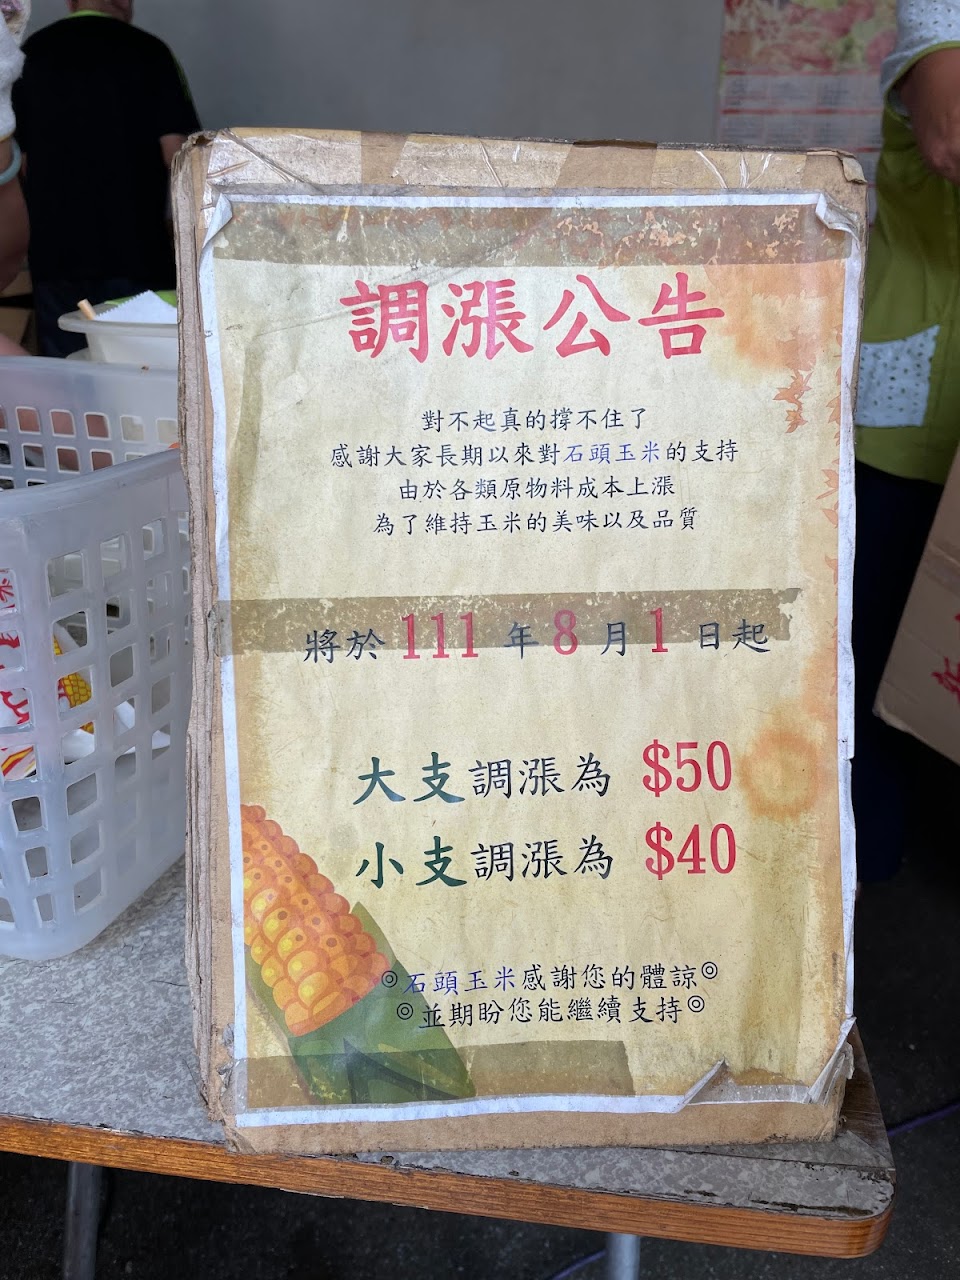 調漲公告
對不起真的撐不住了
感謝大家長期以來對石頭玉米的支持
由於各類原物料成本上漲
為了維持玉米的美味以及品質
將於 111 年 8 月 1 日起
大支調漲為 $50
小支調漲為 $40
◎石頭玉米感謝您的體諒◎
◎並期盼您能繼續支持◎